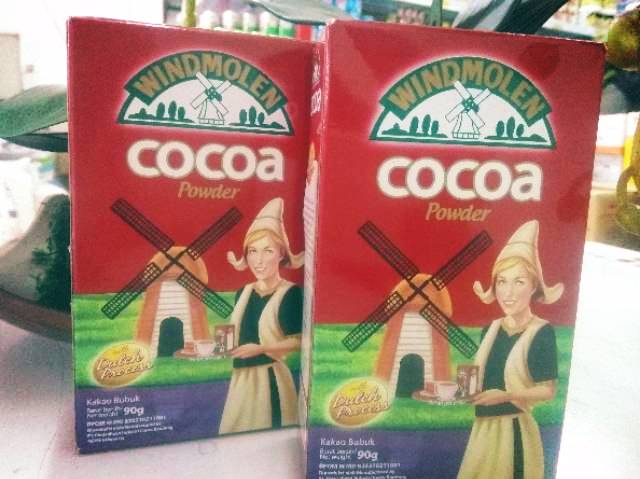 WINDMOLEN
cocoa
Powder
Dutch
Process
Kakao Bubuk
90g
WINDMOLEN
cocoa
Powder
Dutch
Process
Kakao Bubuk
90g